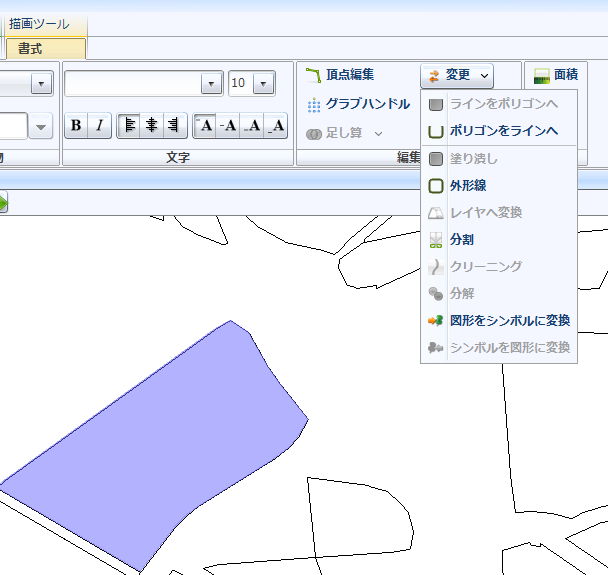 描画ツール
書式
10
頂点編集
変更
面積
グラブハンドル
B I
A -A _A _A
足し算
文字
編集
ラインをポリゴンへ
ポリゴンをラインへ
塗り潰し
外形線
レイヤへ変換
分割
クリーニング
分解
図形をシンボルに変換
シンボルを図形に変換